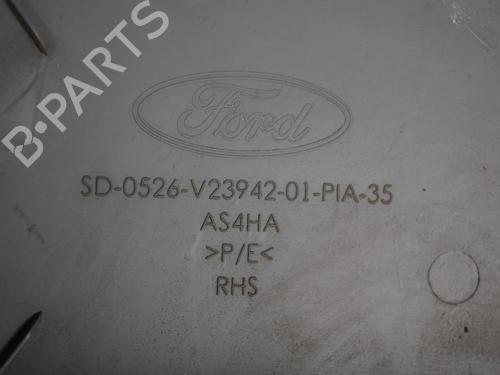 B-PARTS
Ford
SD-0526-V23942-01-PIA-35
AS4HA
>P/E<
RHS